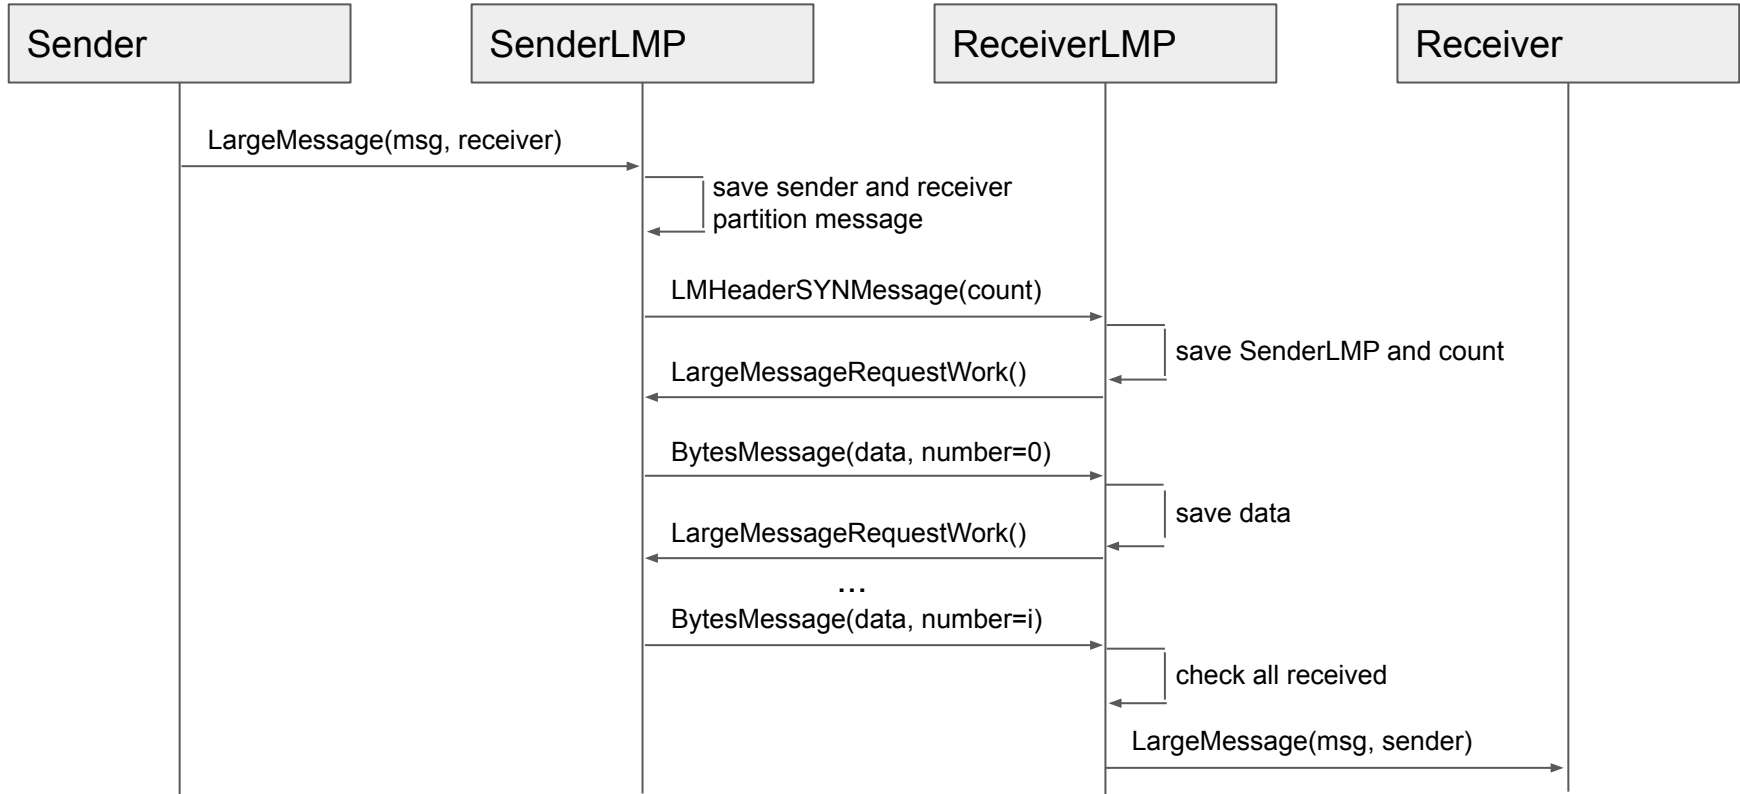 Sender
SenderLMP
ReceiverLMP
Receiver
LargeMessage(msg, receiver)
save sender and receiver
partition message
LMHeaderSYNMessage(count)
save SenderLMP and count
LargeMessageRequestWork()
BytesMessage(data, number=0)
save data
LargeMessageRequestWork()
...
BytesMessage(data, number=i)
check all received
LargeMessage(msg, sender)